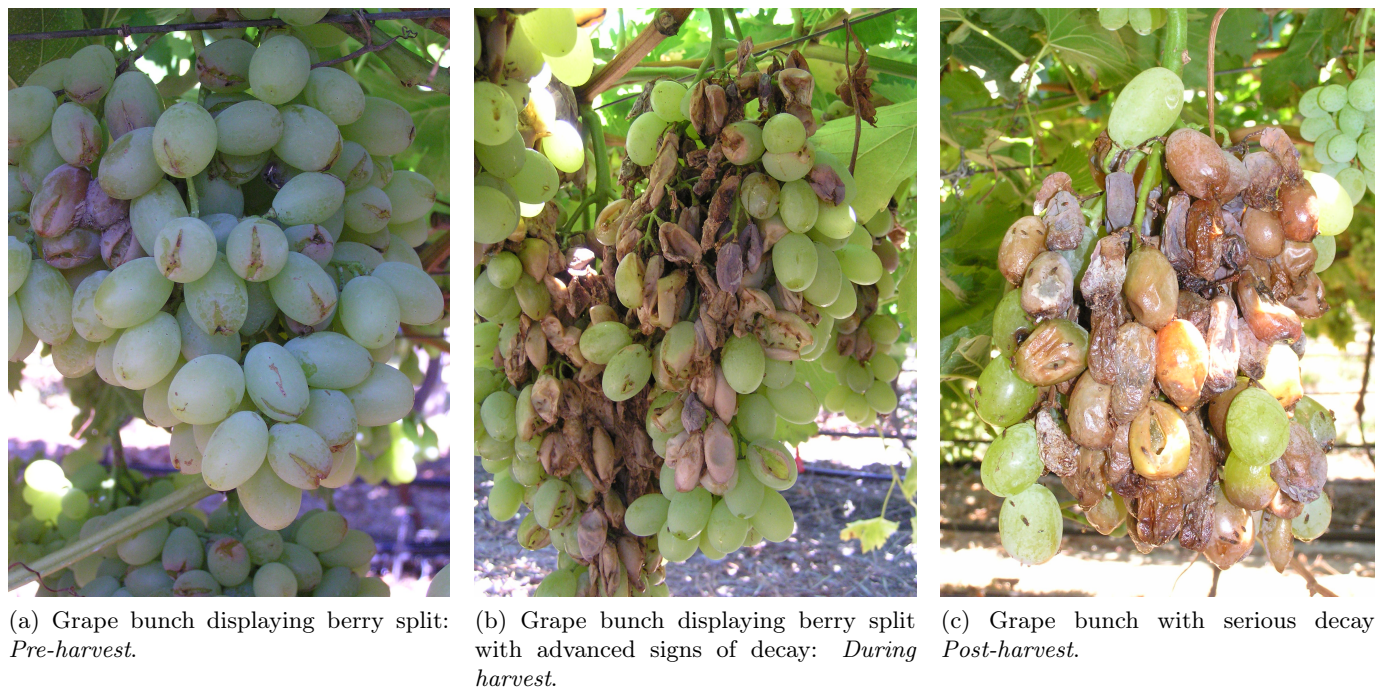 (a) Grape bunch displaying berry split:
Pre-harvest.
(b) Grape bunch displaying berry split
with advanced signs of decay: During
harvest.
(c) Grape bunch with serious decay
Post-harvest.